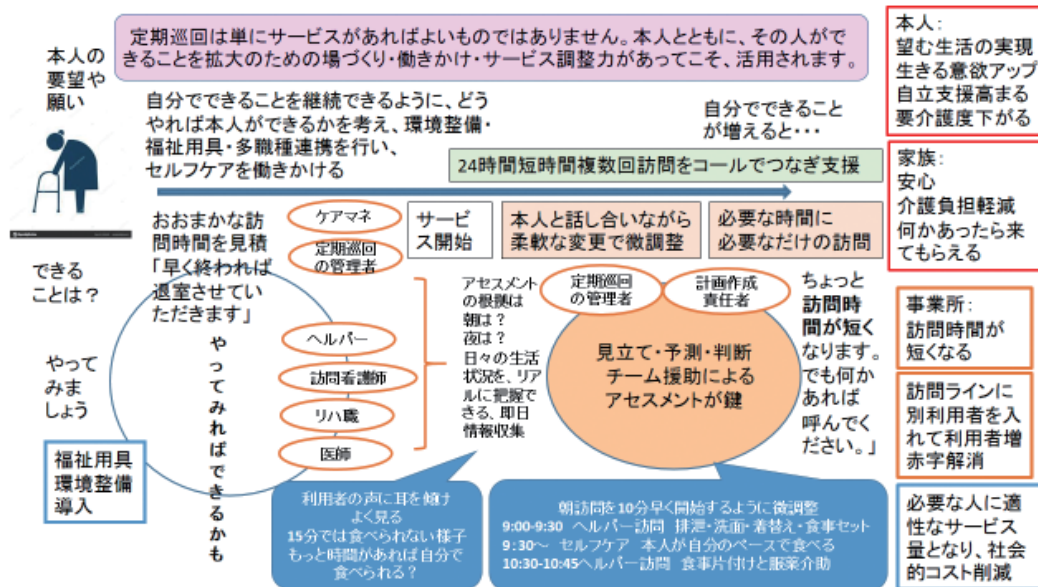 定期巡回は単にサービスがあればよいものではありません。本人とともに、その人が
できることを拡大のための場づくり・働きかけ・サービス調整力があってこそ、活用されます。
本人の
要望や
願い
自分でできることを継続できるように、どう
やれば本人ができるかを考え、環境整備・
福祉用具・多職種連携を行い、
セルフケアを働きかける
自分でできること
が増えると・・・
24時間短時間複数回訪問をコールでつなぎ支援
おおまかな訪
問時間を見積
「早く終われば
退室させてい
ただきます」
ケアマネ
定期巡回
の管理者
サービ
ス開始
本人と話し合いながら
柔軟な変更で微調整
必要な時間に
必要なだけの訪問
できる
ことは？
やって
みま
しょう
福祉用具
環境整備
導入
やってみればできるかも
ヘルパー
訪問看護師
リハ職
医師
アセスメント
の根拠は
朝は？
夜は？
日々の生活
状況を、リア
ルに把握で
きる、即日
情報収集
定期巡回
の管理者
計画作成
責任者
見立て・予測・判断
チーム援助による
アセスメントが鍵
ちょっと
訪問時
間が短く
なります。
でも何か
あれば
呼んでく
ださい。」
利用者の声に耳を傾け
よく見る
15分では食べられない様子
もっと時間があれば自分で
食べられる？
朝訪問を10分早く開始するように微調整
9:00-9:30 ヘルパー訪問 排泄・洗面・着替え・食事セット
9:30～ セルフケア 本人が自分のペースで食べる
10:30-10:45ヘルパー訪問 食事片付けと服薬介助
本人：
望む生活の実現
生きる意欲アップ
自立支援高まる
要介護度下がる
家族：
安心
介護負担軽減
何かあったら来
てもらえる
事業所：
訪問時間が
短くなる
訪問ラインに
別利用者を入
れて利用者増
赤字解消
必要な人に適
性なサービス
量となり、社会
的コスト削減